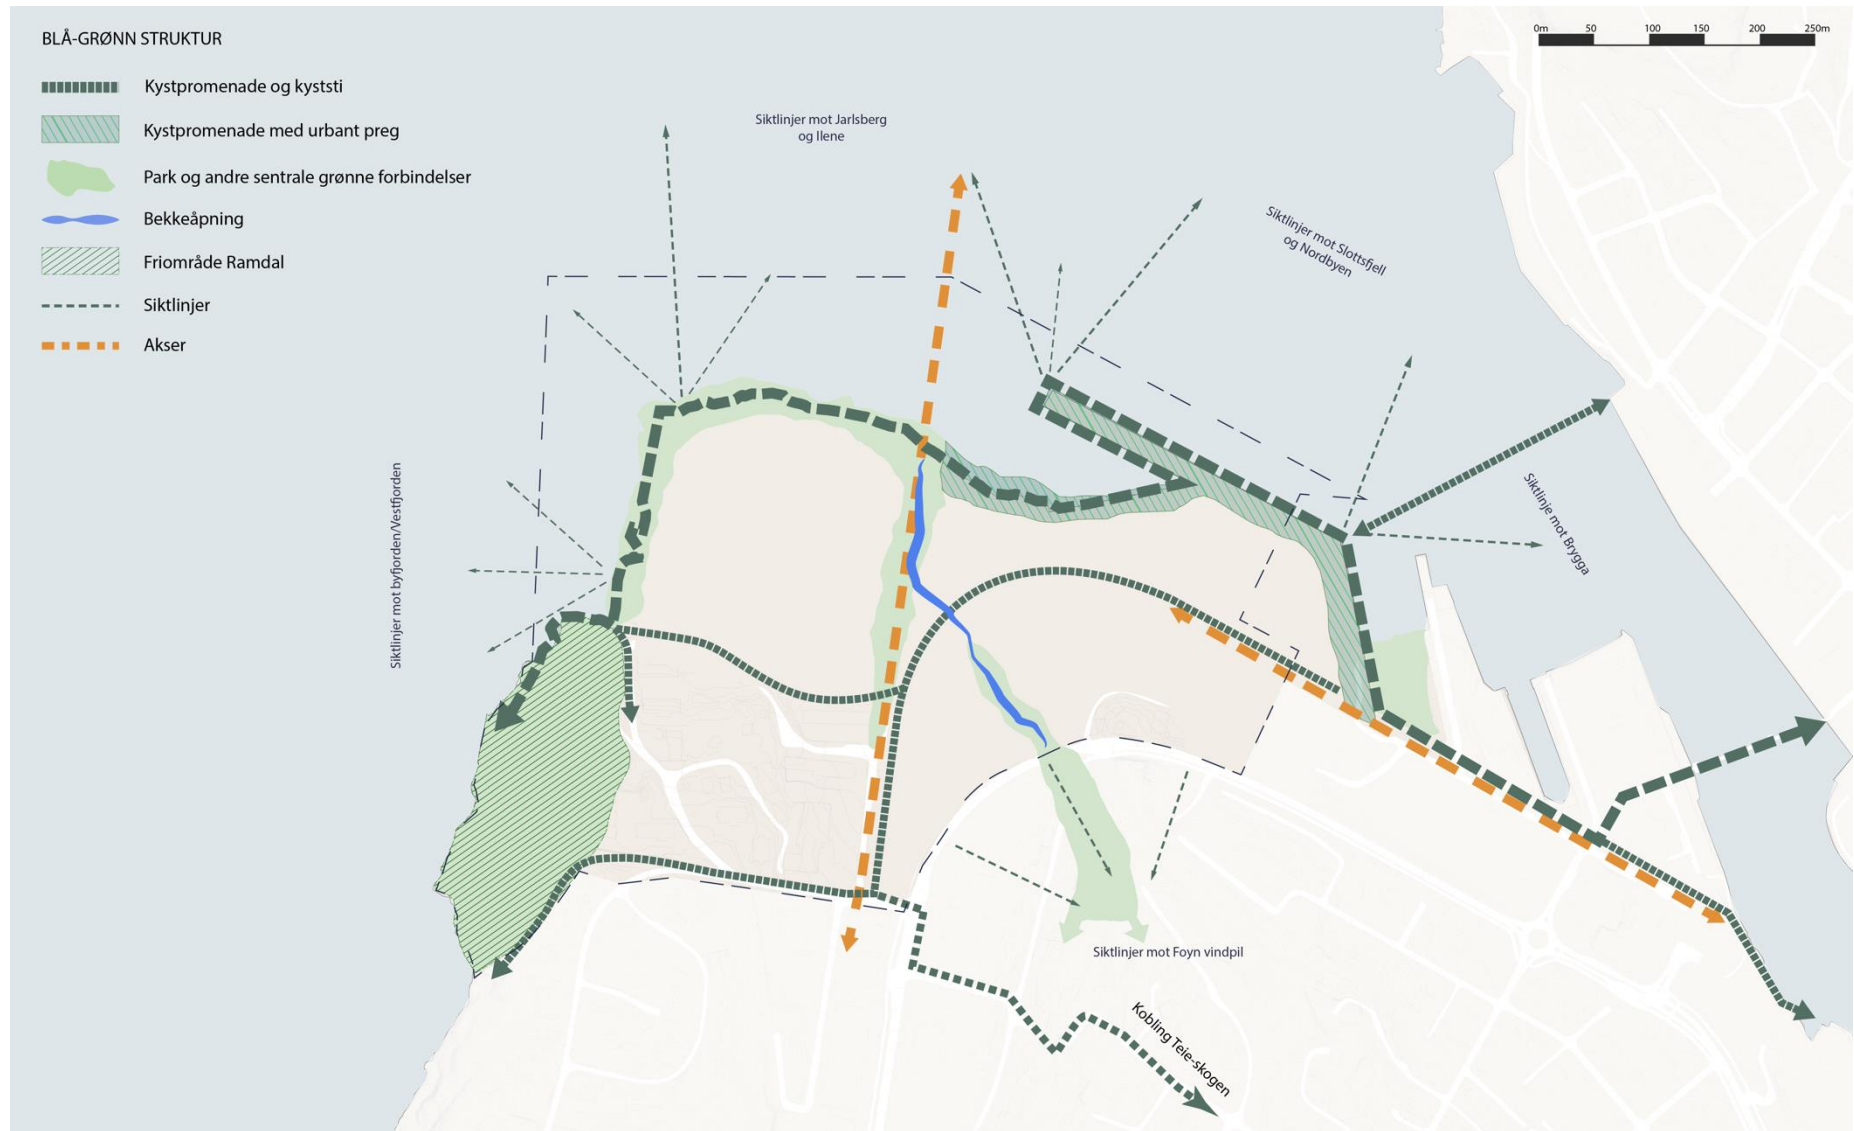 BLÅ-GRØNN STRUKTUR
Kystpromenade og kyststi
Kystpromenade med urbant preg
Park og andre sentrale grønne forbindelser
Bekkeåpning
Friområde Ramdal
Siktlinjer
Akser
0m 50 100 150 200 250m
Siktlinjer mot Jarlsberg
og Ilene
Siktlinjer mot Slottsfjell
og Nordbyen
Siktlinjer mot byfjorden/Vestfjorden
Siktlinje mot Brygga
Siktlinjer mot Foyn vindpil
Kobling Teie-skogen